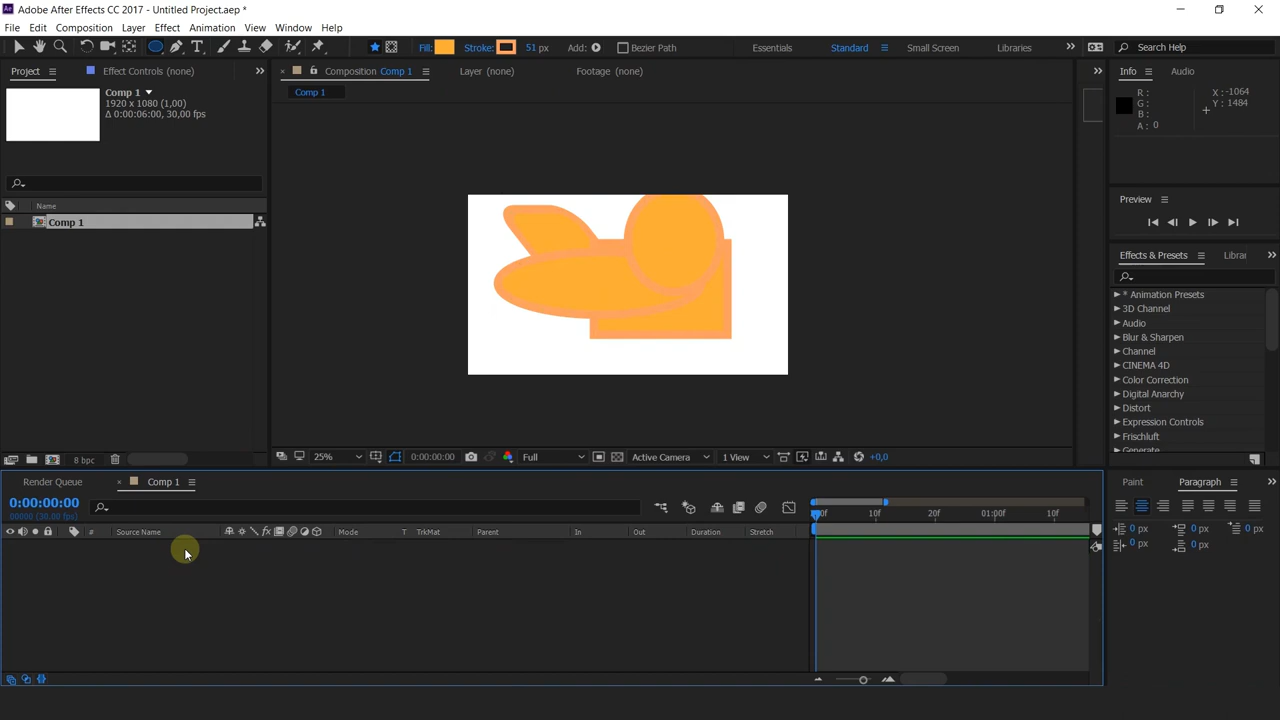 Adobe After Effects CC 2017 - Untitled Project.aep *
File Edit Composition Layer Effect Animation View Window Help
Fill: Stroke: 51 px Add: Bezier Path Essentials Standard Small Screen Libraries Search Help
Project Effect Controls (none) Composition Comp 1 Layer (none) Footage (none) Info Audio
Comp 1
Comp 1
1920 x 1080 (1,00)
Δ 0:00:06:00, 30,00 fps
R : X : -1064
G : Y : 1484
B :
A : 0
Preview
Name
Comp 1
Effects & Presets Librar
* Animation Presets
3D Channel
Audio
Blur & Sharpen
Channel
CINEMA 4D
Color Correction
Digital Anarchy
Distort
Expression Controls
Frischluft
Generate
8 bpc 25% 0:00:00:00 Full Active Camera 1 View +0,0
Render Queue Comp 1 Paint Paragraph
0:00:00:00
00000 (30.00 fps)
10f 20f 01:00f 10f
# Source Name Mode T TrkMat Parent In Out Duration Stretch
0 px 0 px 0 px
0 px 0 px